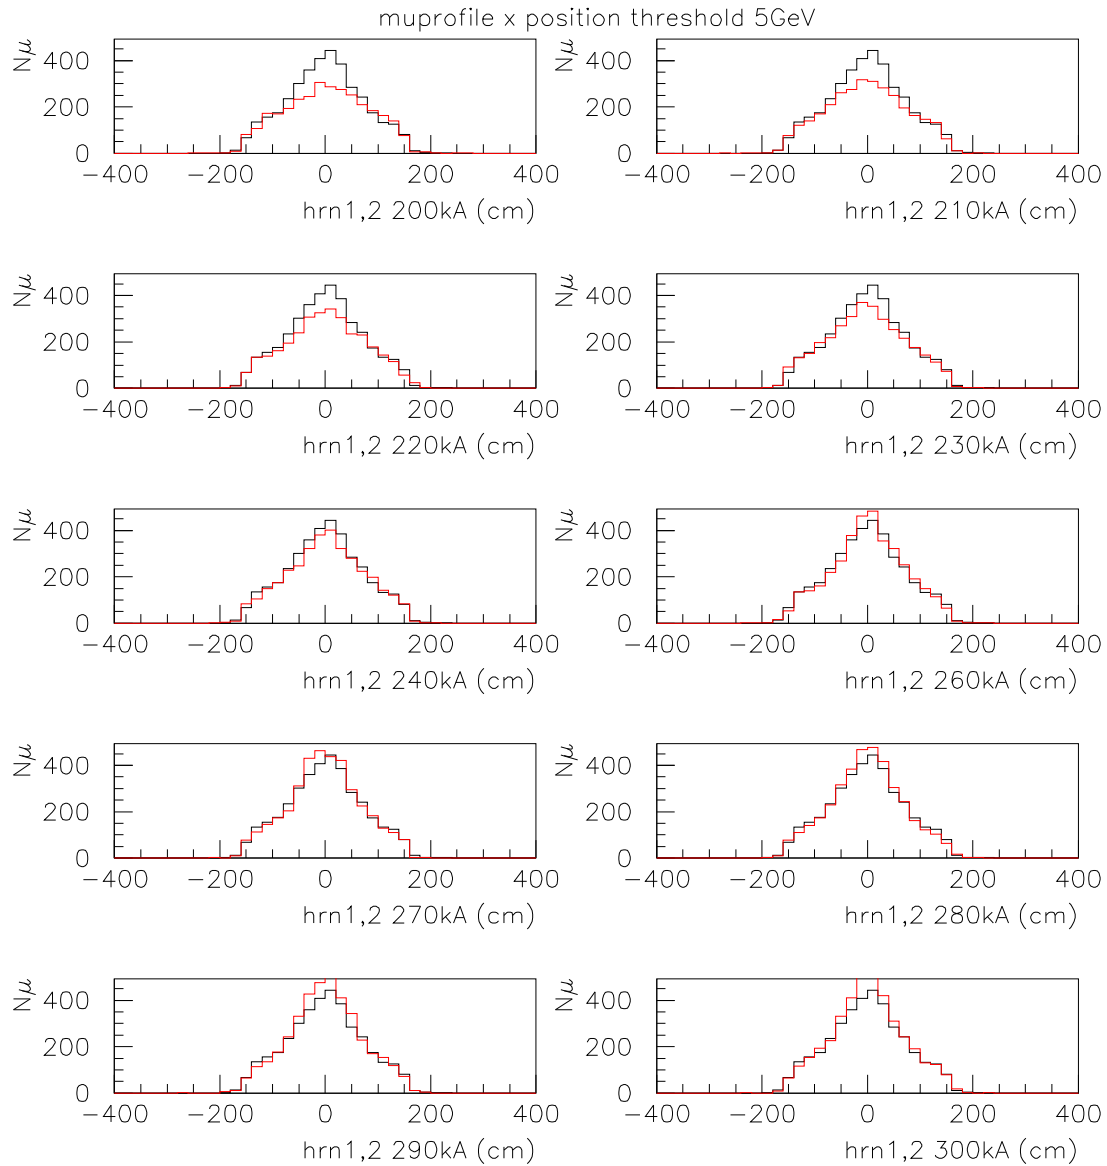 muprofile x position threshold 5GeV
Nμ
400
200
0
−400 −200 0 200 400
hrn1,2 200kA (cm)
Nμ
400
200
0
−400 −200 0 200 400
hrn1,2 210kA (cm)
Nμ
400
200
0
−400 −200 0 200 400
hrn1,2 220kA (cm)
Nμ
400
200
0
−400 −200 0 200 400
hrn1,2 230kA (cm)
Nμ
400
200
0
−400 −200 0 200 400
hrn1,2 240kA (cm)
Nμ
400
200
0
−400 −200 0 200 400
hrn1,2 260kA (cm)
Nμ
400
200
0
−400 −200 0 200 400
hrn1,2 270kA (cm)
Nμ
400
200
0
−400 −200 0 200 400
hrn1,2 280kA (cm)
Nμ
400
200
0
−400 −200 0 200 400
hrn1,2 290kA (cm)
Nμ
400
200
0
−400 −200 0 200 400
hrn1,2 300kA (cm)